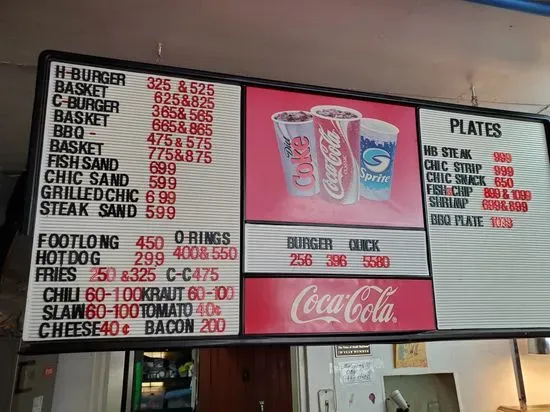 H-BURGER 325 & 525
BASKET 625 & 825
C-BURGER 365 & 565
BASKET 665 & 865
BBQ - 475 & 575
BASKET 775 & 875
FISH SAND 699
CHIC SAND 599
GRILLED CHIC 699
STEAK SAND 599
FOOTLONG 450 O RINGS
HOT DOG 299 400 & 550
FRIES 250 & 325 C-C 475
CHILI 60-100 KRAUT 60-100
SLAW 60-100 TOMATO 40¢
CHEESE 40¢ BACON 200
Diet Coke
Coca-Cola
Sprite
BURGER QUICK
256 396 5580
Coca-Cola
PLATES
HB STEAK 999
CHIC STRIP 999
CHIC SNACK 650
FISH & CHIP 899 & 1099
SHRIMP 699 & 899
BBQ PLATE 1099